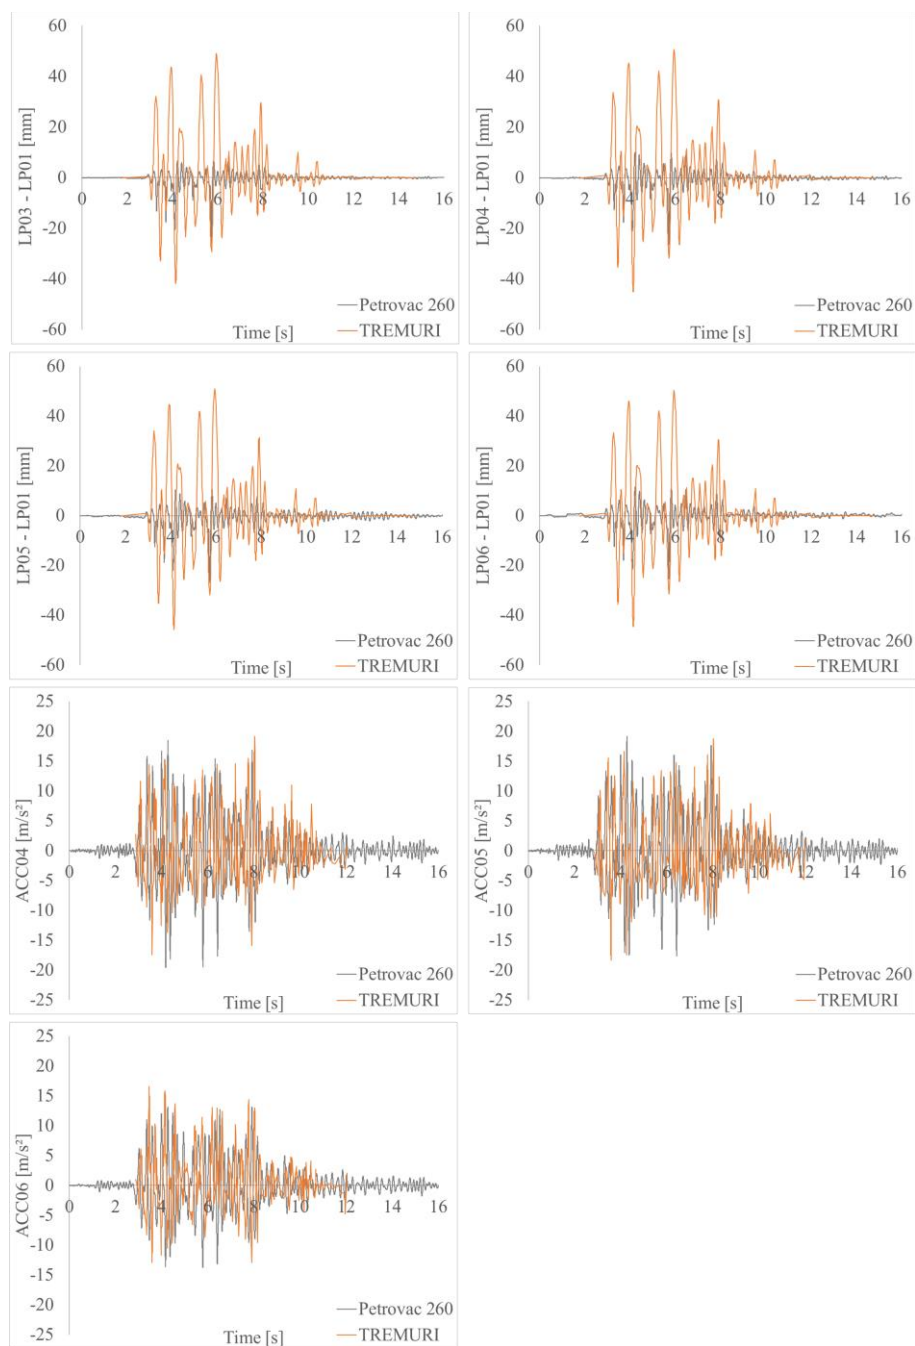 60
40
20
0
-20
-40
-60
LP03 - LP01 [mm]
0 2 4 6 8 10 12 14 16
Petrovac 260
TREMURI
Time [s]
60
40
20
0
-20
-40
-60
LP04 - LP01 [mm]
0 2 4 6 8 10 12 14 16
Petrovac 260
TREMURI
Time [s]
60
40
20
0
-20
-40
-60
LP05 - LP01 [mm]
0 2 4 6 8 10 12 14 16
Petrovac 260
TREMURI
Time [s]
60
40
20
0
-20
-40
-60
LP06 - LP01 [mm]
0 2 4 6 8 10 12 14 16
Petrovac 260
TREMURI
Time [s]
25
20
15
10
5
0
-5
-10
-15
-20
-25
ACC04 [m/s²]
0 2 4 6 8 10 12 14 16
Petrovac 260
TREMURI
Time [s]
25
20
15
10
5
0
-5
-10
-15
-20
-25
ACC05 [m/s²]
0 2 4 6 8 10 12 14 16
Petrovac 260
TREMURI
Time [s]
25
20
15
10
5
0
-5
-10
-15
-20
-25
ACC06 [m/s²]
0 2 4 6 8 10 12 14 16
Petrovac 260
TREMURI
Time [s]